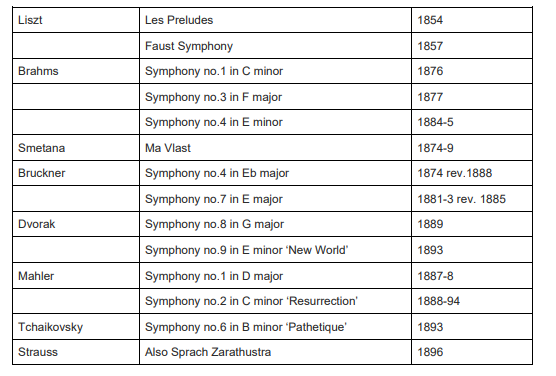 Liszt Les Preludes 1854
Faust Symphony 1857
Brahms Symphony no.1 in C minor 1876
Symphony no.3 in F major 1877
Symphony no.4 in E minor 1884-5
Smetana Ma Vlast 1874-9
Bruckner Symphony no.4 in Eb major 1874 rev.1888
Symphony no.7 in E major 1881-3 rev. 1885
Dvorak Symphony no.8 in G major 1889
Symphony no.9 in E minor ‘New World’ 1893
Mahler Symphony no.1 in D major 1887-8
Symphony no.2 in C minor ‘Resurrection’ 1888-94
Tchaikovsky Symphony no.6 in B minor ‘Pathetique’ 1893
Strauss Also Sprach Zarathustra 1896